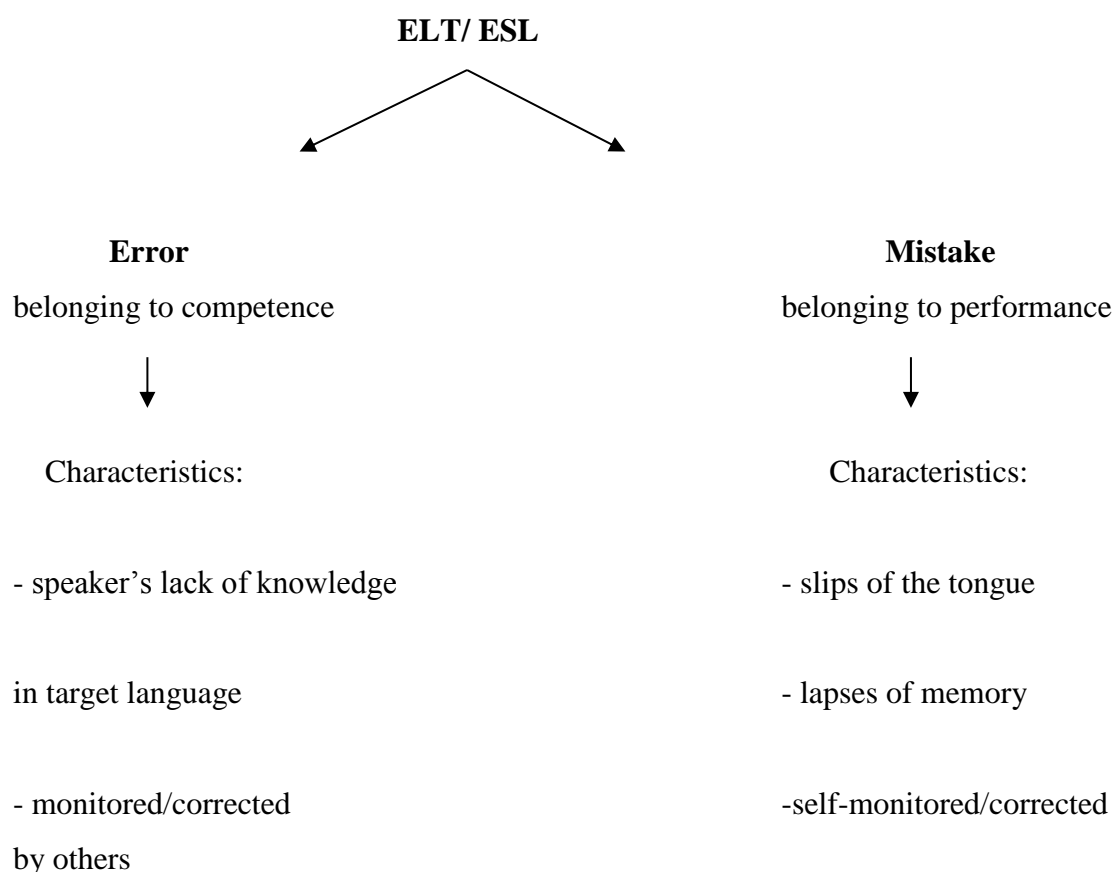 ELT/ ESL
Error
belonging to competence
Characteristics:
- speaker’s lack of knowledge
in target language
- monitored/corrected
by others
Mistake
belonging to performance
Characteristics:
- slips of the tongue
- lapses of memory
-self-monitored/corrected